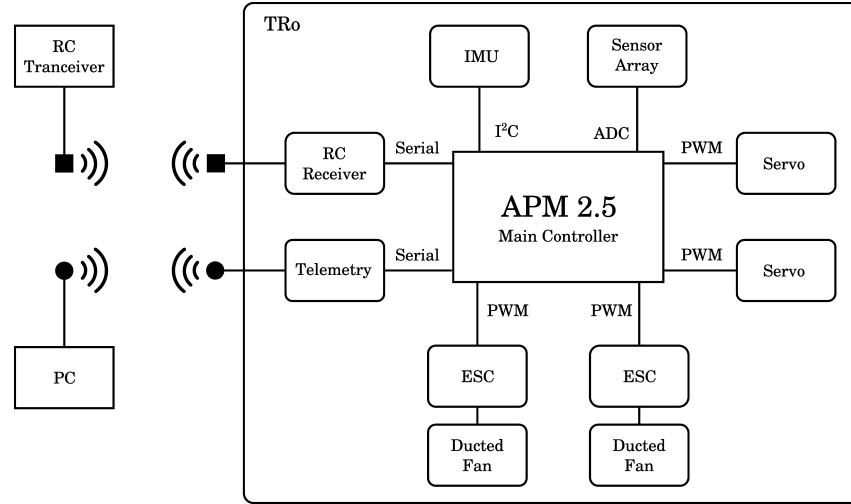 TRo
RC
Tranceiver
IMU
Sensor
Array
I²C
ADC
RC
Receiver
Serial
PWM
Servo
APM 2.5
Main Controller
Telemetry
Serial
PWM
Servo
PWM
PWM
PC
ESC
ESC
Ducted
Fan
Ducted
Fan